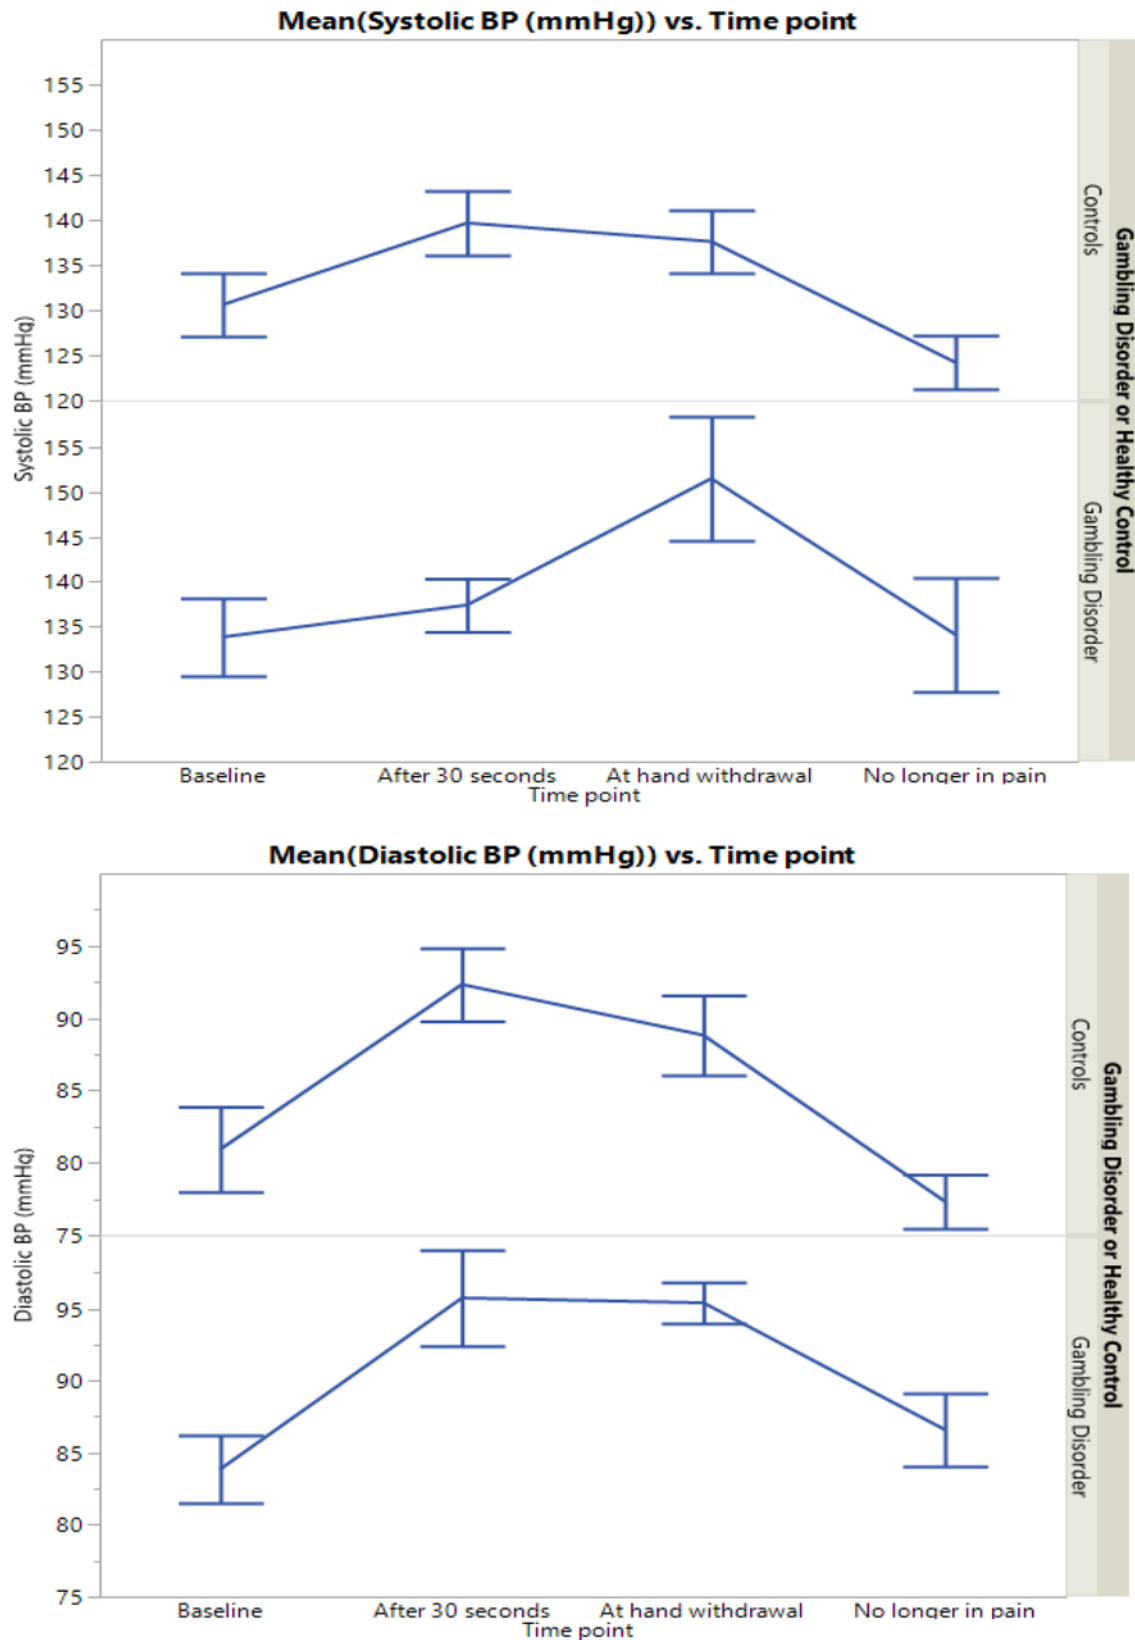 Mean(Systolic BP (mmHg)) vs. Time point
155
150
145
140
135
130
125
120
155
150
145
140
135
130
125
120
Systolic BP (mmHg)
Controls
Gambling Disorder
Gambling Disorder or Healthy Control
Baseline
After 30 seconds
At hand withdrawal
No longer in pain
Time point
Mean(Diastolic BP (mmHg)) vs. Time point
95
90
85
80
75
95
90
85
80
75
Diastolic BP (mmHg)
Controls
Gambling Disorder
Gambling Disorder or Healthy Control
Baseline
After 30 seconds
At hand withdrawal
No longer in pain
Time point